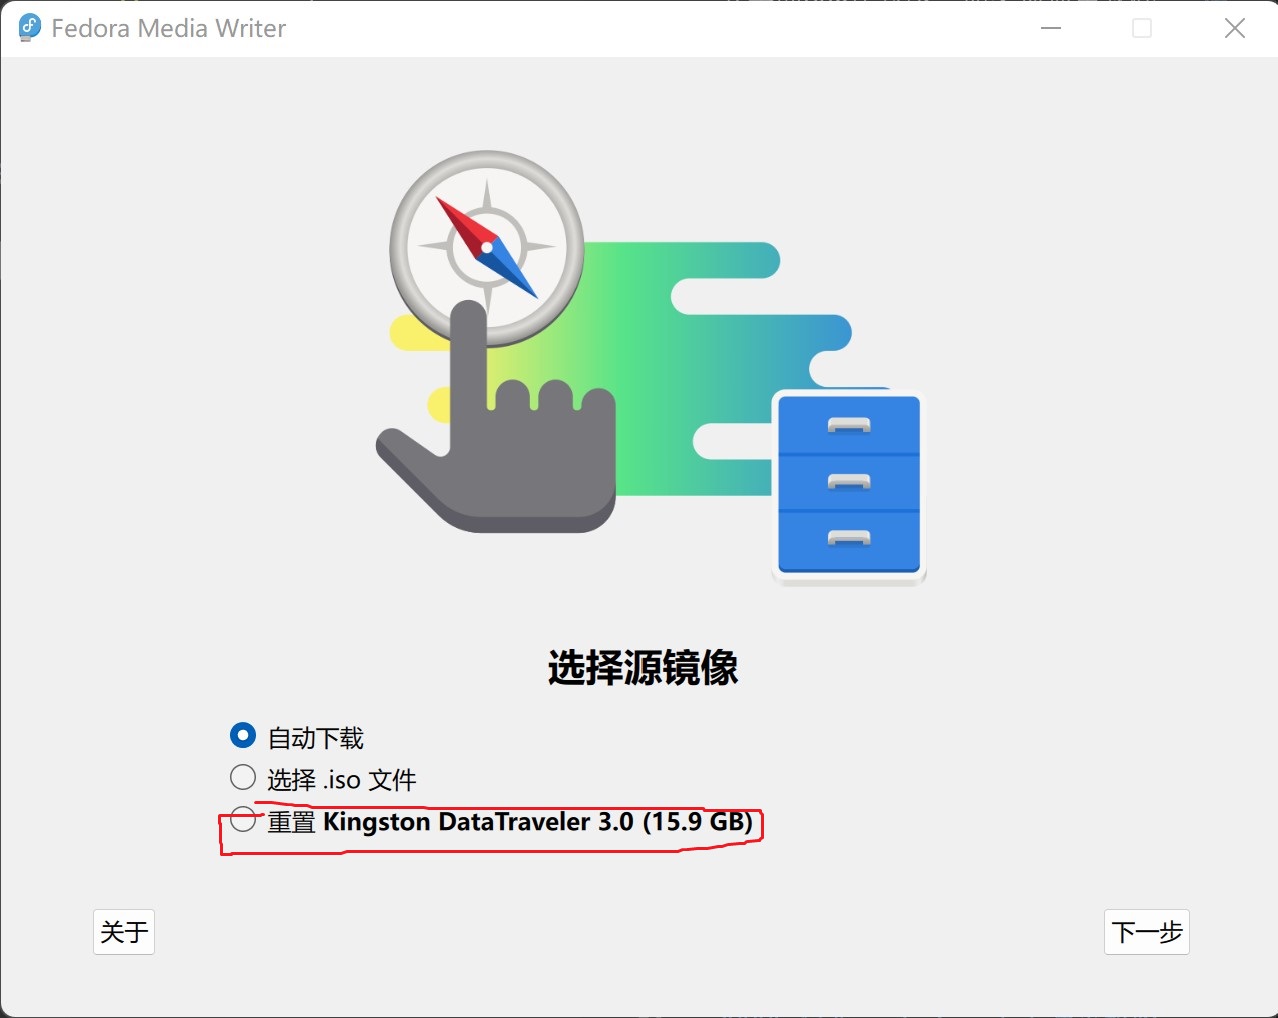 Fedora Media Writer
选择源镜像
自动下载
选择 .iso 文件
重置 Kingston DataTraveler 3.0 (15.9 GB)
关于
下一步